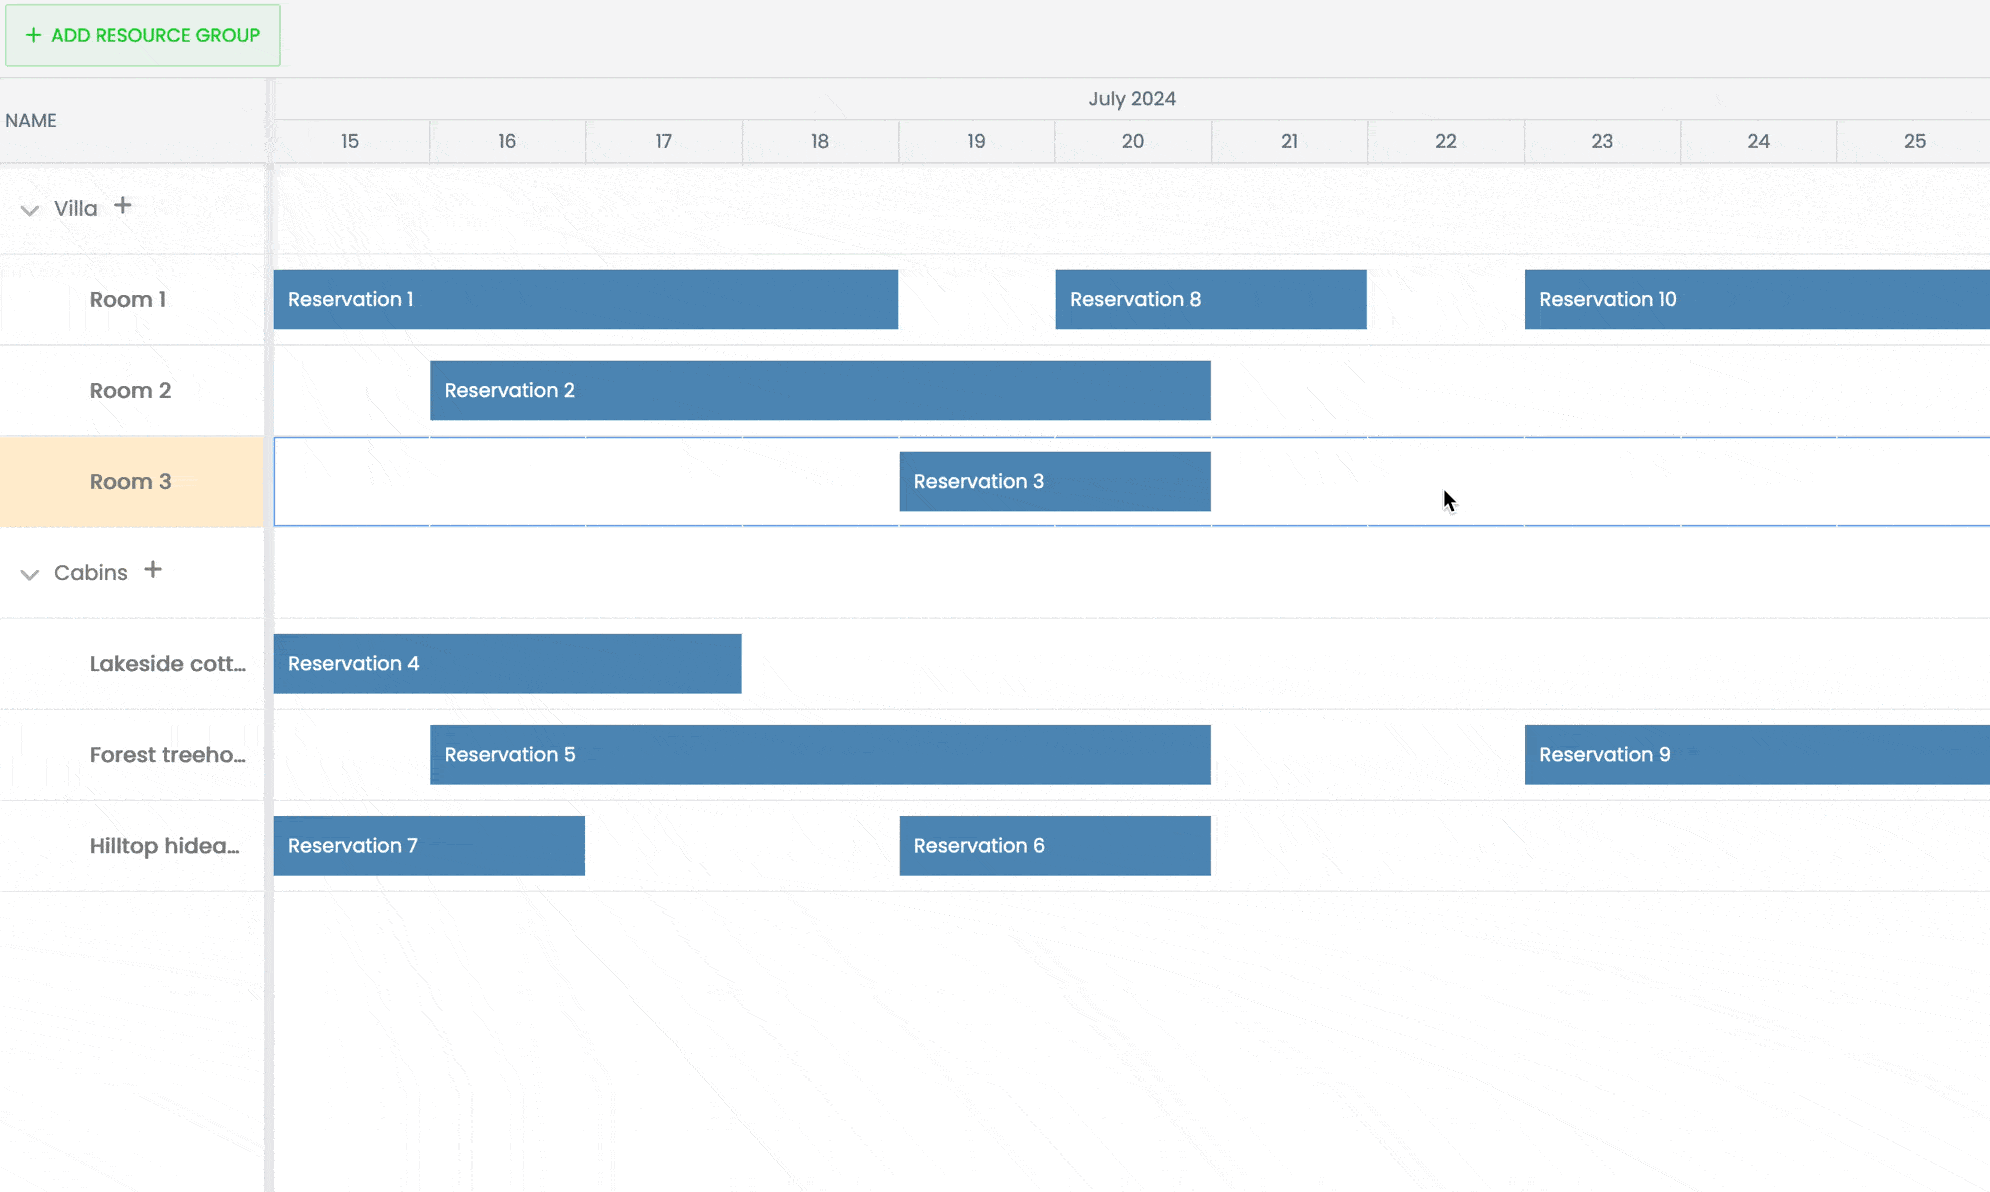 + ADD RESOURCE GROUP
NAME
July 2024
15 16 17 18 19 20 21 22 23 24 25
Villa +
Room 1 Reservation 1 Reservation 8 Reservation 10
Room 2 Reservation 2
Room 3 Reservation 3
Cabins +
Lakeside cott... Reservation 4
Forest treeho... Reservation 5 Reservation 9
Hilltop hidea... Reservation 7 Reservation 6